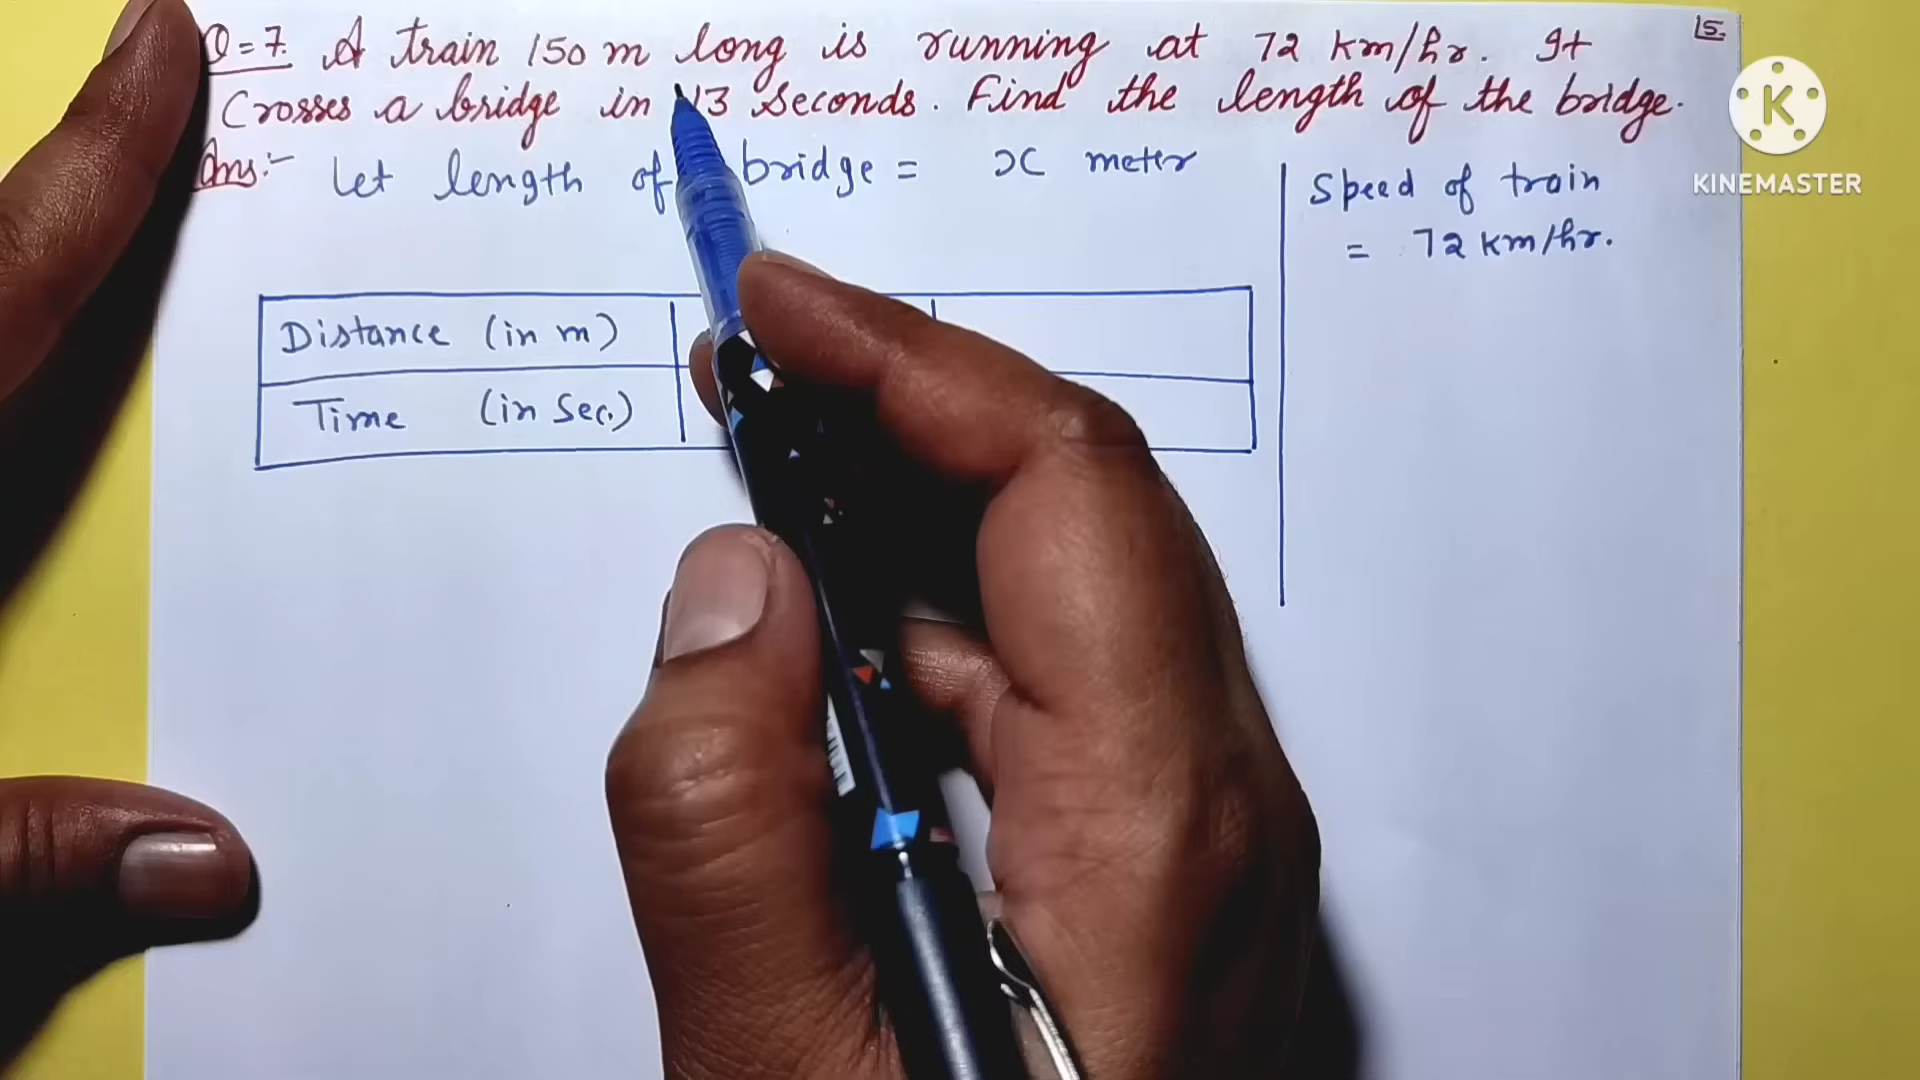 Q=7. A train 150 m long is running at 72 Km/hr. It
Crosses a bridge in 13 Seconds. Find the length of the bridge.
Ans:- Let length of bridge = x meter
Speed of train
= 72 Km/hr.
Distance (in m)
Time (in Sec.)
15.
K
KINEMASTER